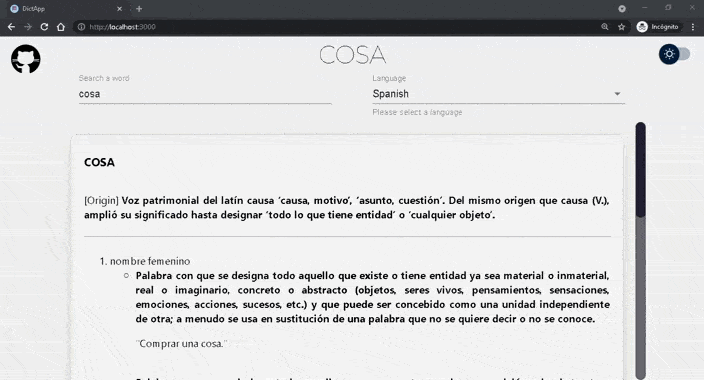 DictApp
http://localhost:3000
Incógnito
COSA
Search a word
Language
cosa
Spanish
Please select a language
COSA
[Origin] Voz patrimonial del latín causa ‘causa, motivo’, ‘asunto, cuestión’. Del mismo origen que causa (V.),
amplió su significado hasta designar ‘todo lo que tiene entidad’ o ‘cualquier objeto’.
1. nombre femenino
Palabra con que se designa todo aquello que existe o tiene entidad ya sea material o inmaterial,
real o imaginario, concreto o abstracto (objetos, seres vivos, pensamientos, sensaciones,
emociones, acciones, sucesos, etc.) y que puede ser concebido como una unidad independiente
de otra; a menudo se usa en sustitución de una palabra que no se quiere decir o no se conoce.
"Comprar una cosa."